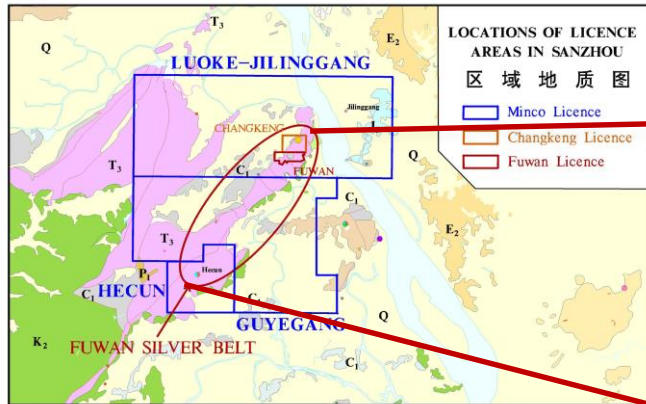 LOCATIONS OF LICENCE
AREAS IN SANZHOU
区 域 地 质 图
Minco Licence
Changkeng Licence
Fuwan Licence
Q
T3
E2
LUOKE-JILINGGANG
Jilinggang
CHANGKENG
FUWAN
T3
C1
Q
C1
E2
T3
P1
Hecun
C1
HECUN
C1
GUYEGANG
Q
K2
FUWAN SILVER BELT
C1